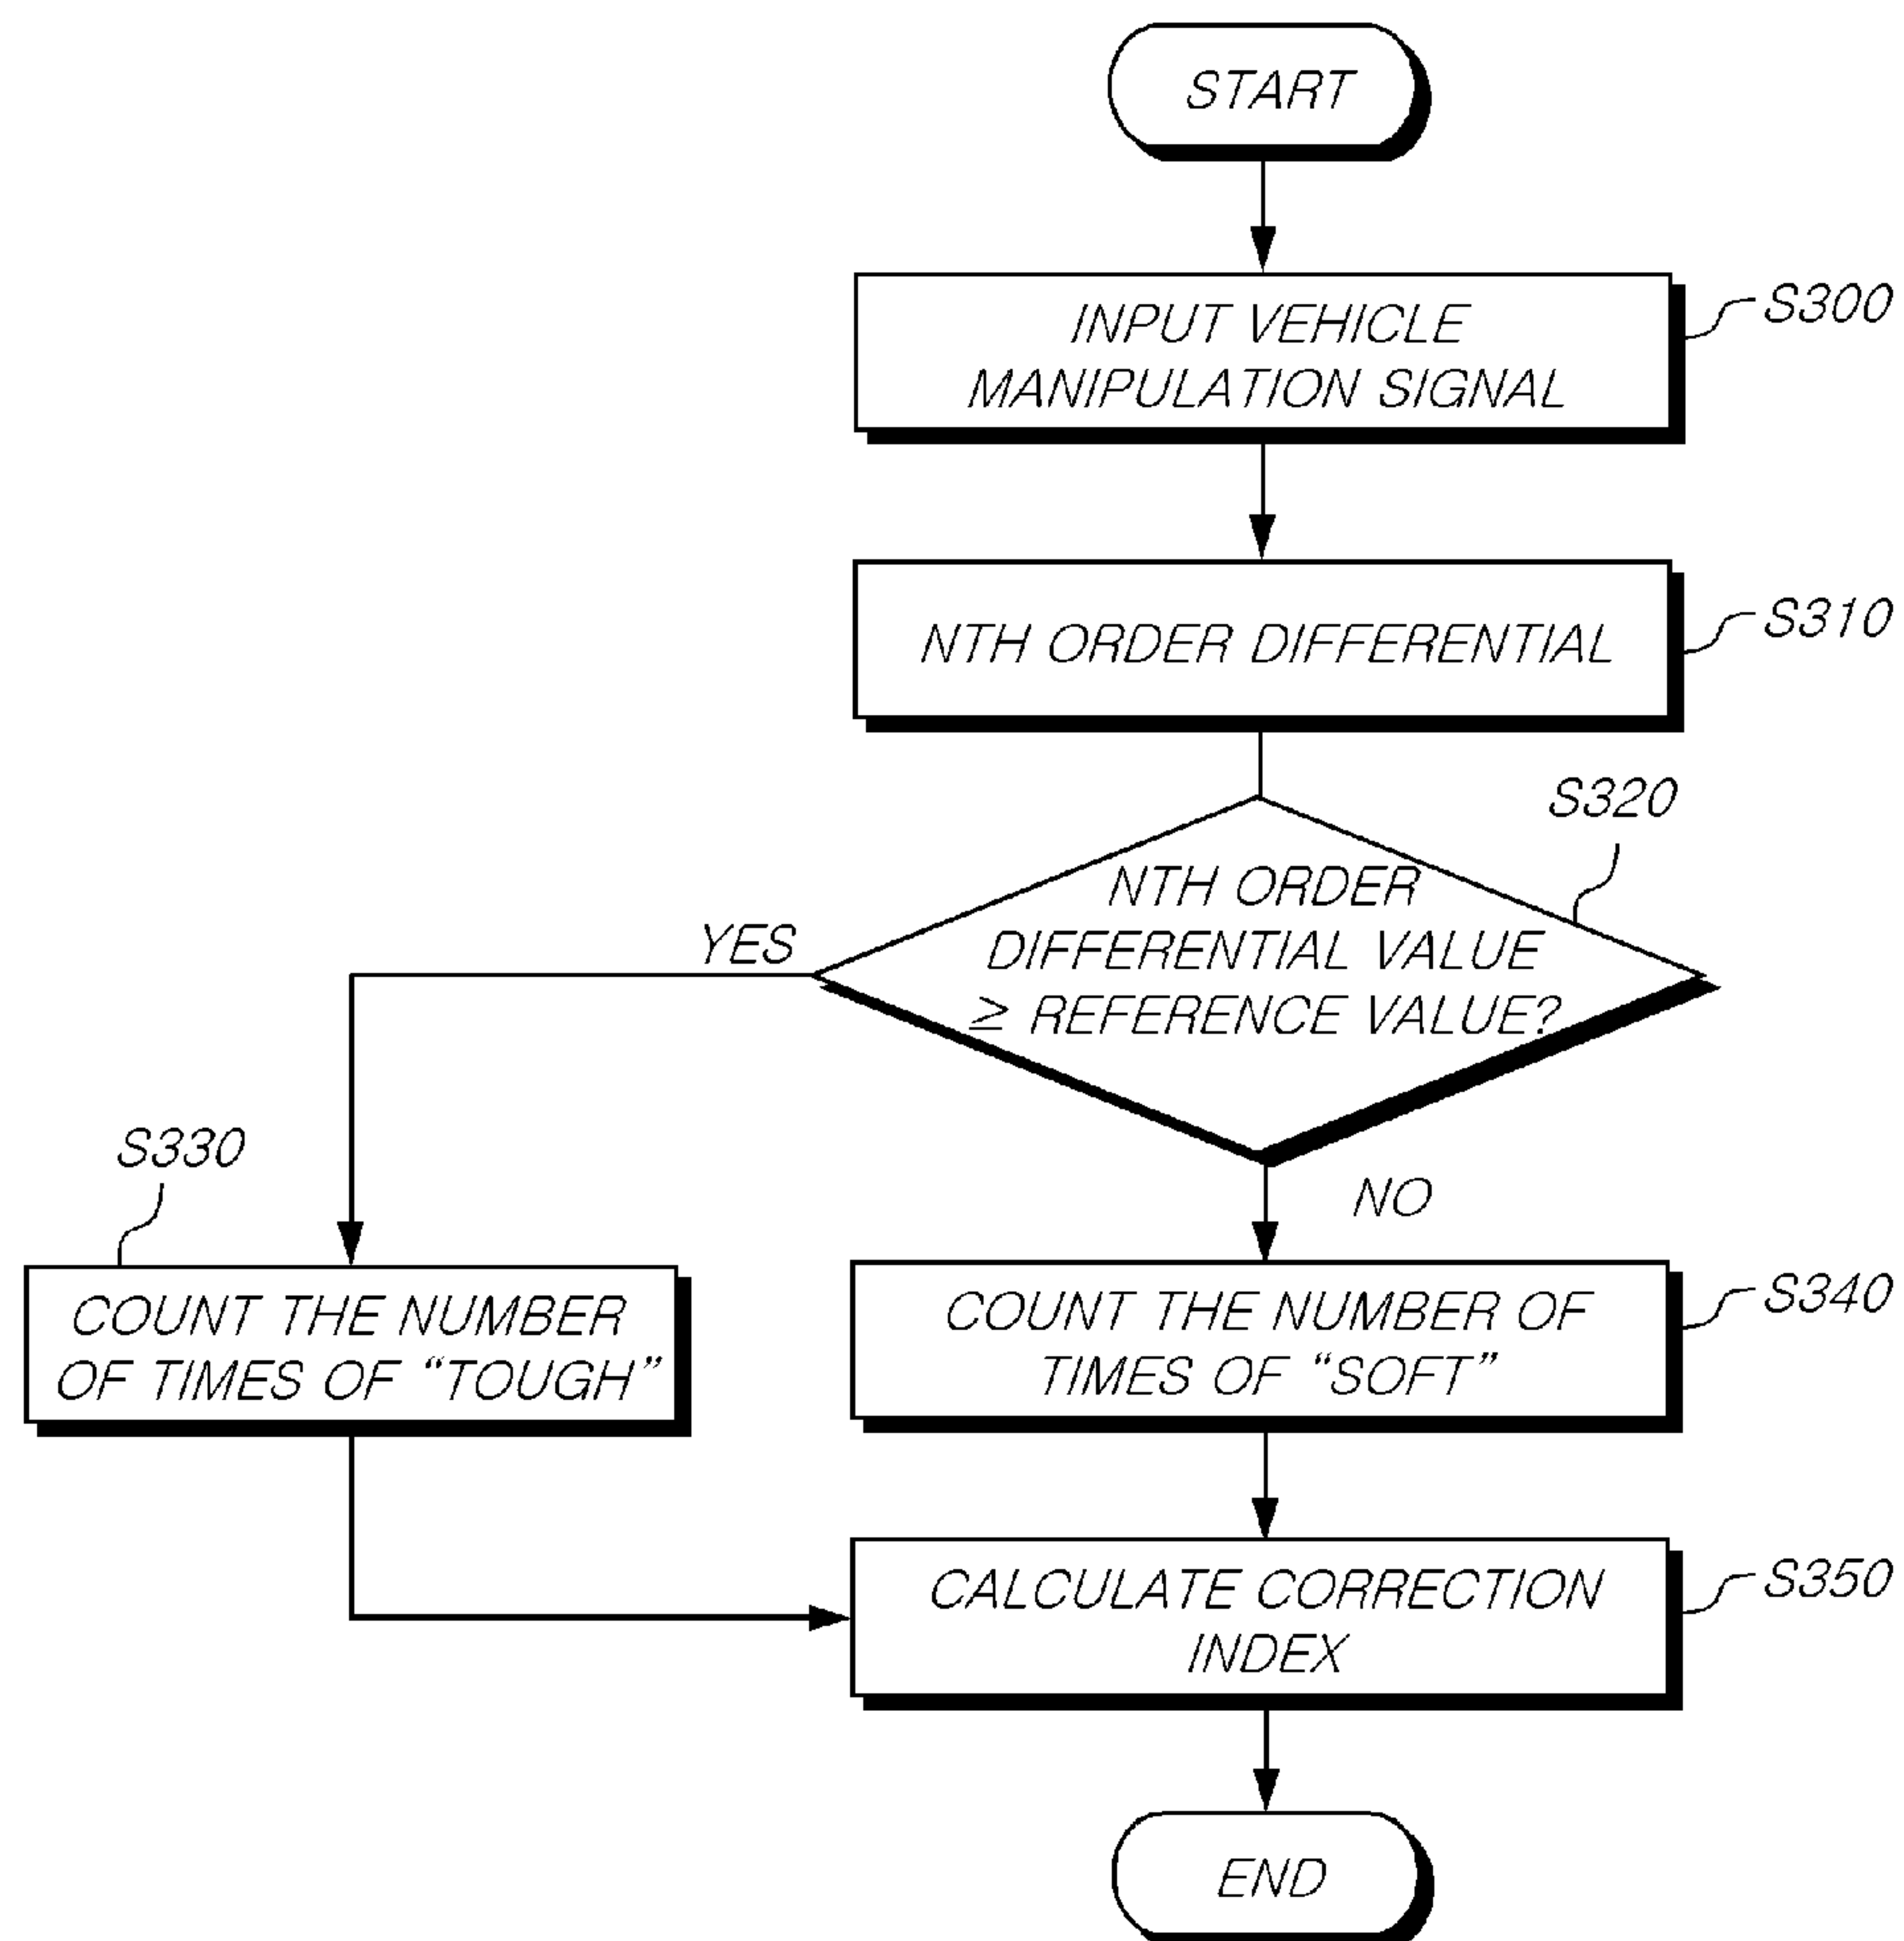 START
INPUT VEHICLE
MANIPULATION SIGNAL
S300
NTH ORDER DIFFERENTIAL
S310
S320
NTH ORDER
DIFFERENTIAL VALUE
≥ REFERENCE VALUE?
YES
NO
S330
COUNT THE NUMBER
OF TIMES OF “TOUGH”
COUNT THE NUMBER OF
TIMES OF “SOFT”
S340
CALCULATE CORRECTION
INDEX
S350
END